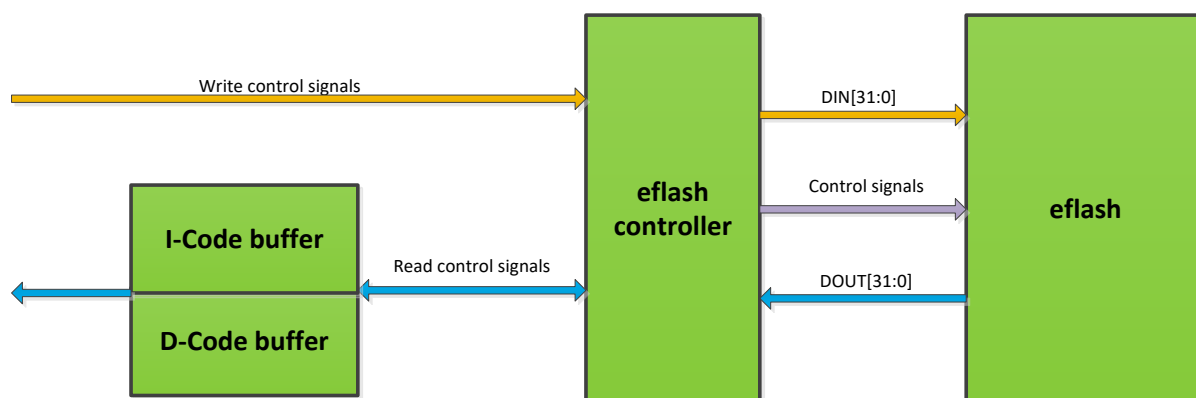 Write control signals
DIN[31:0]
eflash
controller
Control signals
eflash
I-Code buffer
Read control signals
DOUT[31:0]
D-Code buffer